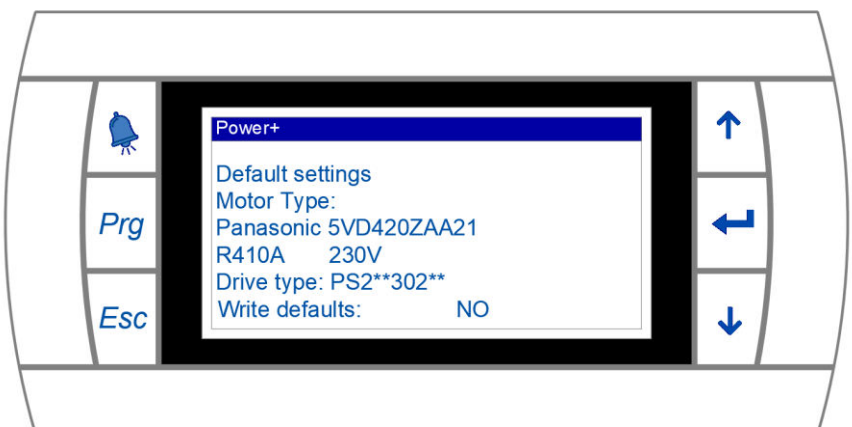 Power+
Default settings
Motor Type:
Panasonic 5VD420ZAA21
R410A 230V
Drive type: PS2**302**
Write defaults: NO
Prg
Esc